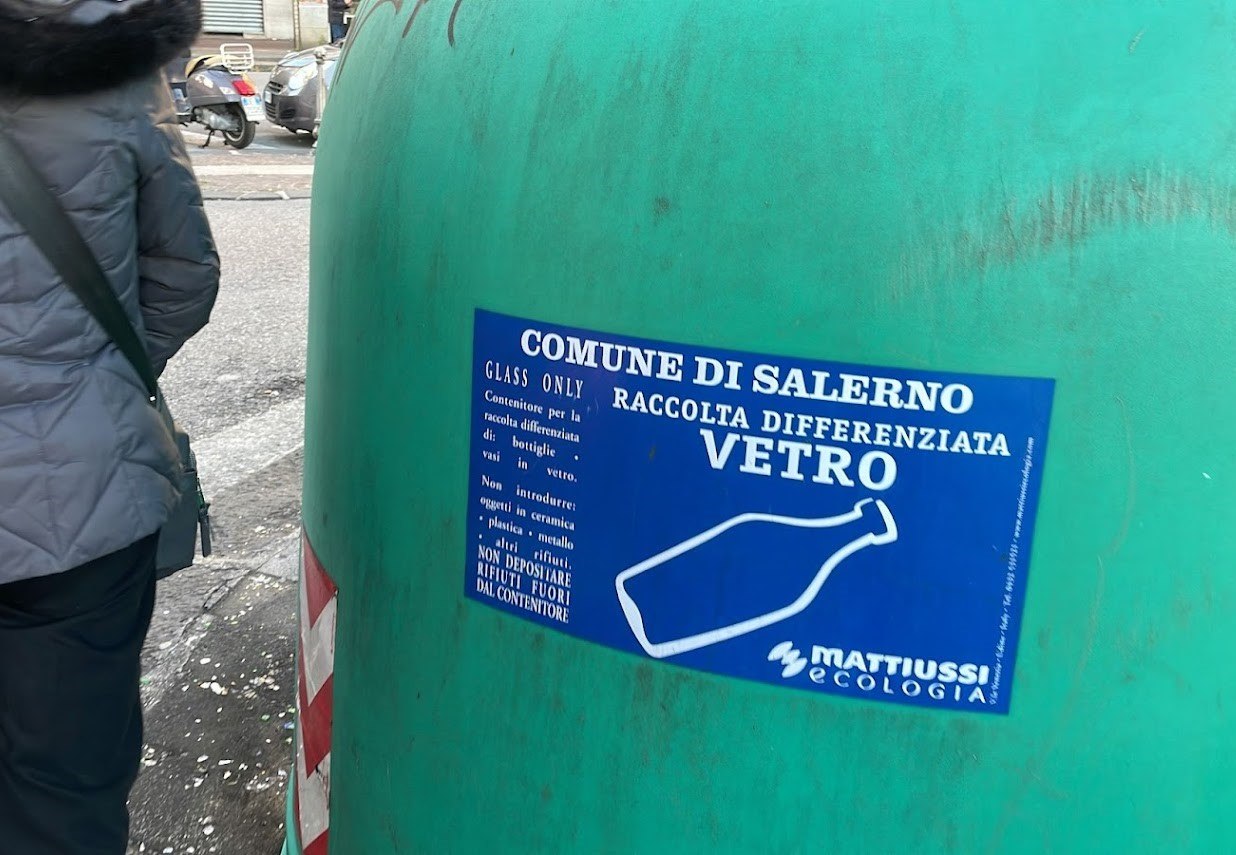 COMUNE DI SALERNO
RACCOLTA DIFFERENZIATA
VETRO
GLASS ONLY
Contenitore per la
raccolta differenziata
di: bottiglie •
vasi in vetro.
Non introdurre:
oggetti in ceramica
• plastica • metallo
• altri rifiuti.
NON DEPOSITARE
RIFIUTI FUORI
DAL CONTENITORE
MATTIUSSI
eCOLOGIA